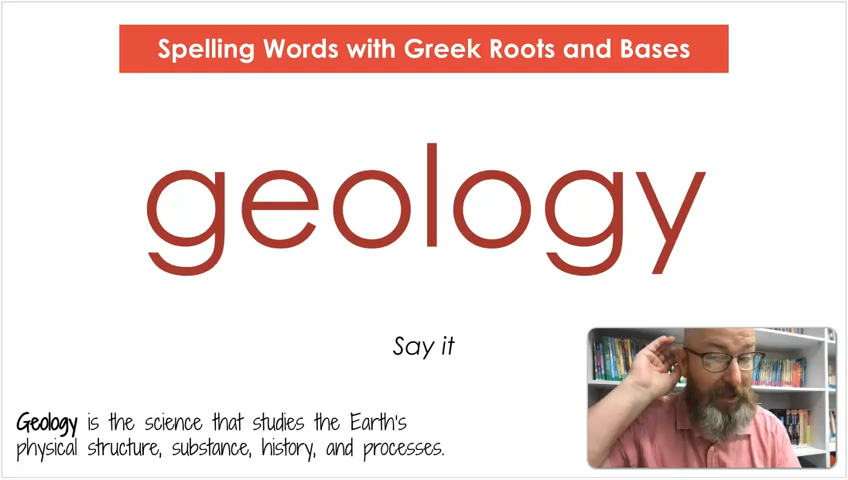 Spelling Words with Greek Roots and Bases
geology
Say it
Geology is the science that studies the Earth's
physical structure, substance, history, and processes.